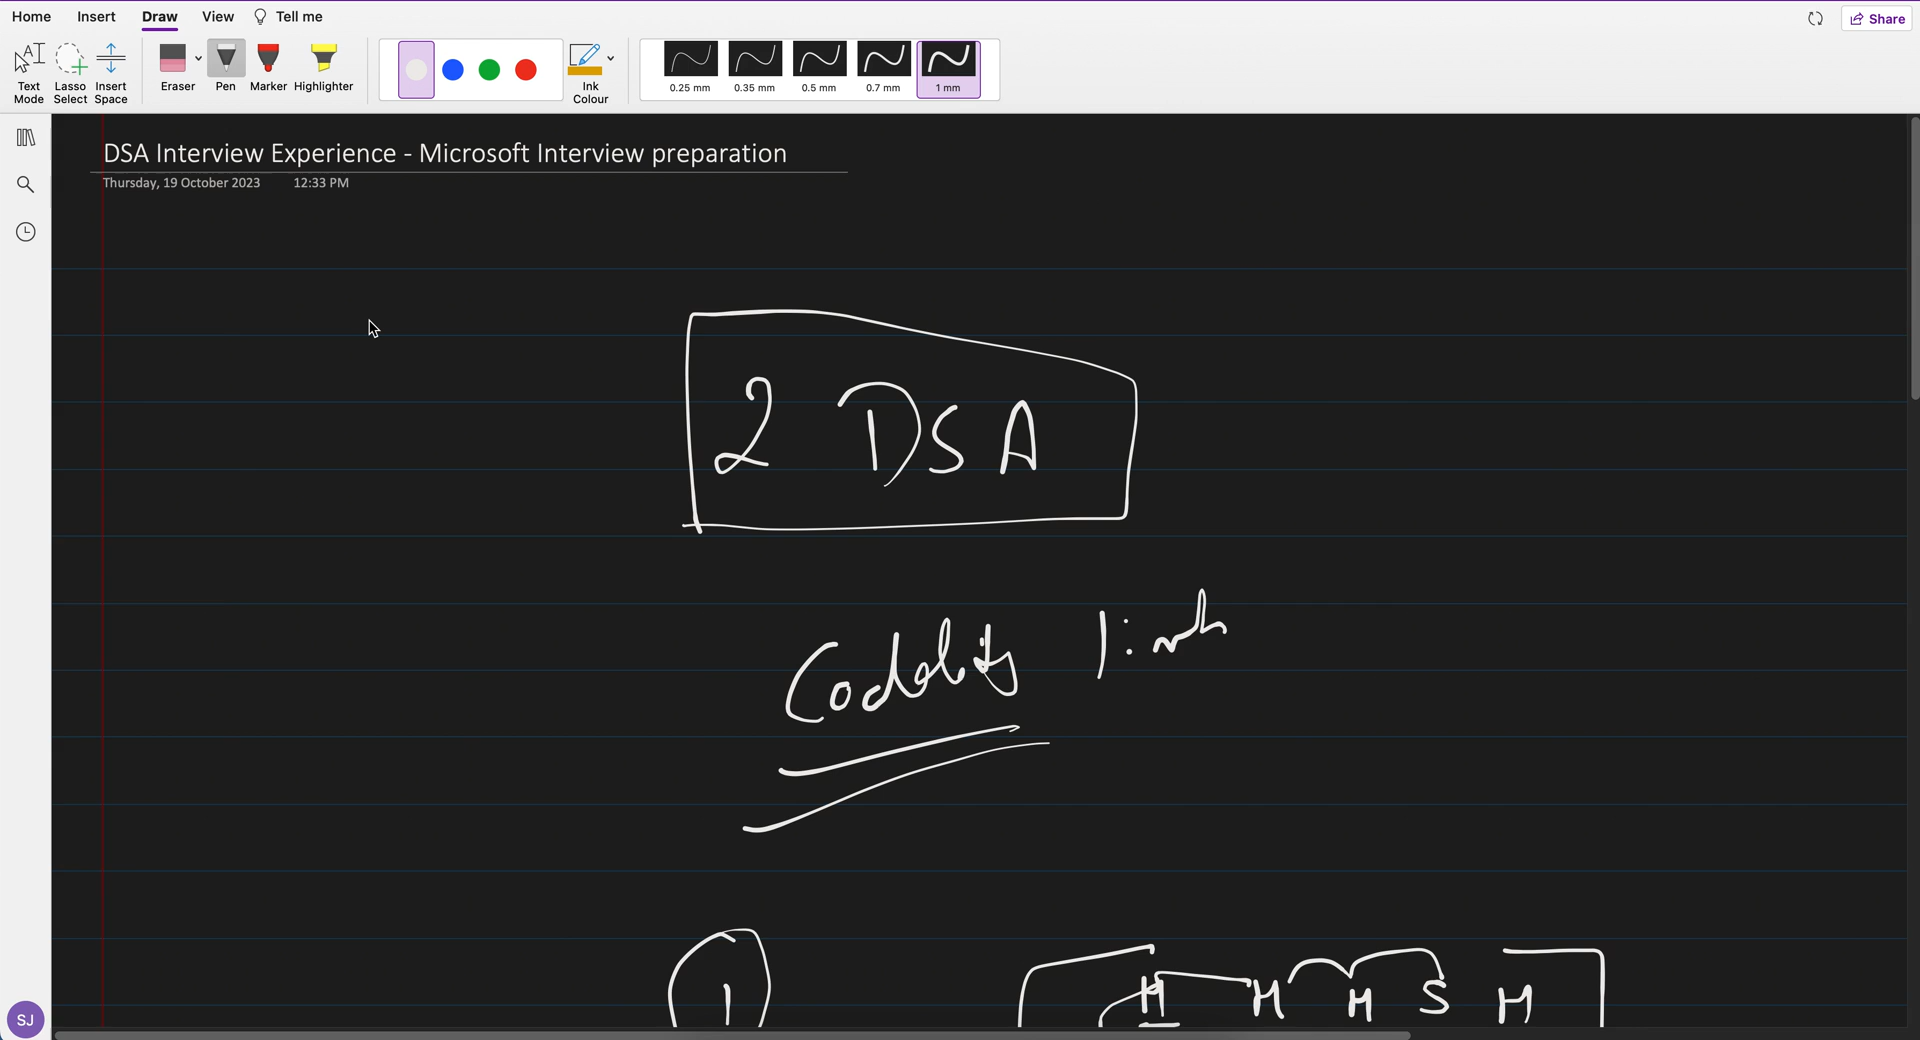 Home Insert Draw View Tell me
Share
Text Mode Lasso Select Insert Space Eraser Pen Marker Highlighter Ink Colour 0.25 mm 0.35 mm 0.5 mm 0.7 mm 1 mm
DSA Interview Experience - Microsoft Interview preparation
Thursday, 19 October 2023 12:33 PM
2 DSA
link
1 H H H S H
SJ